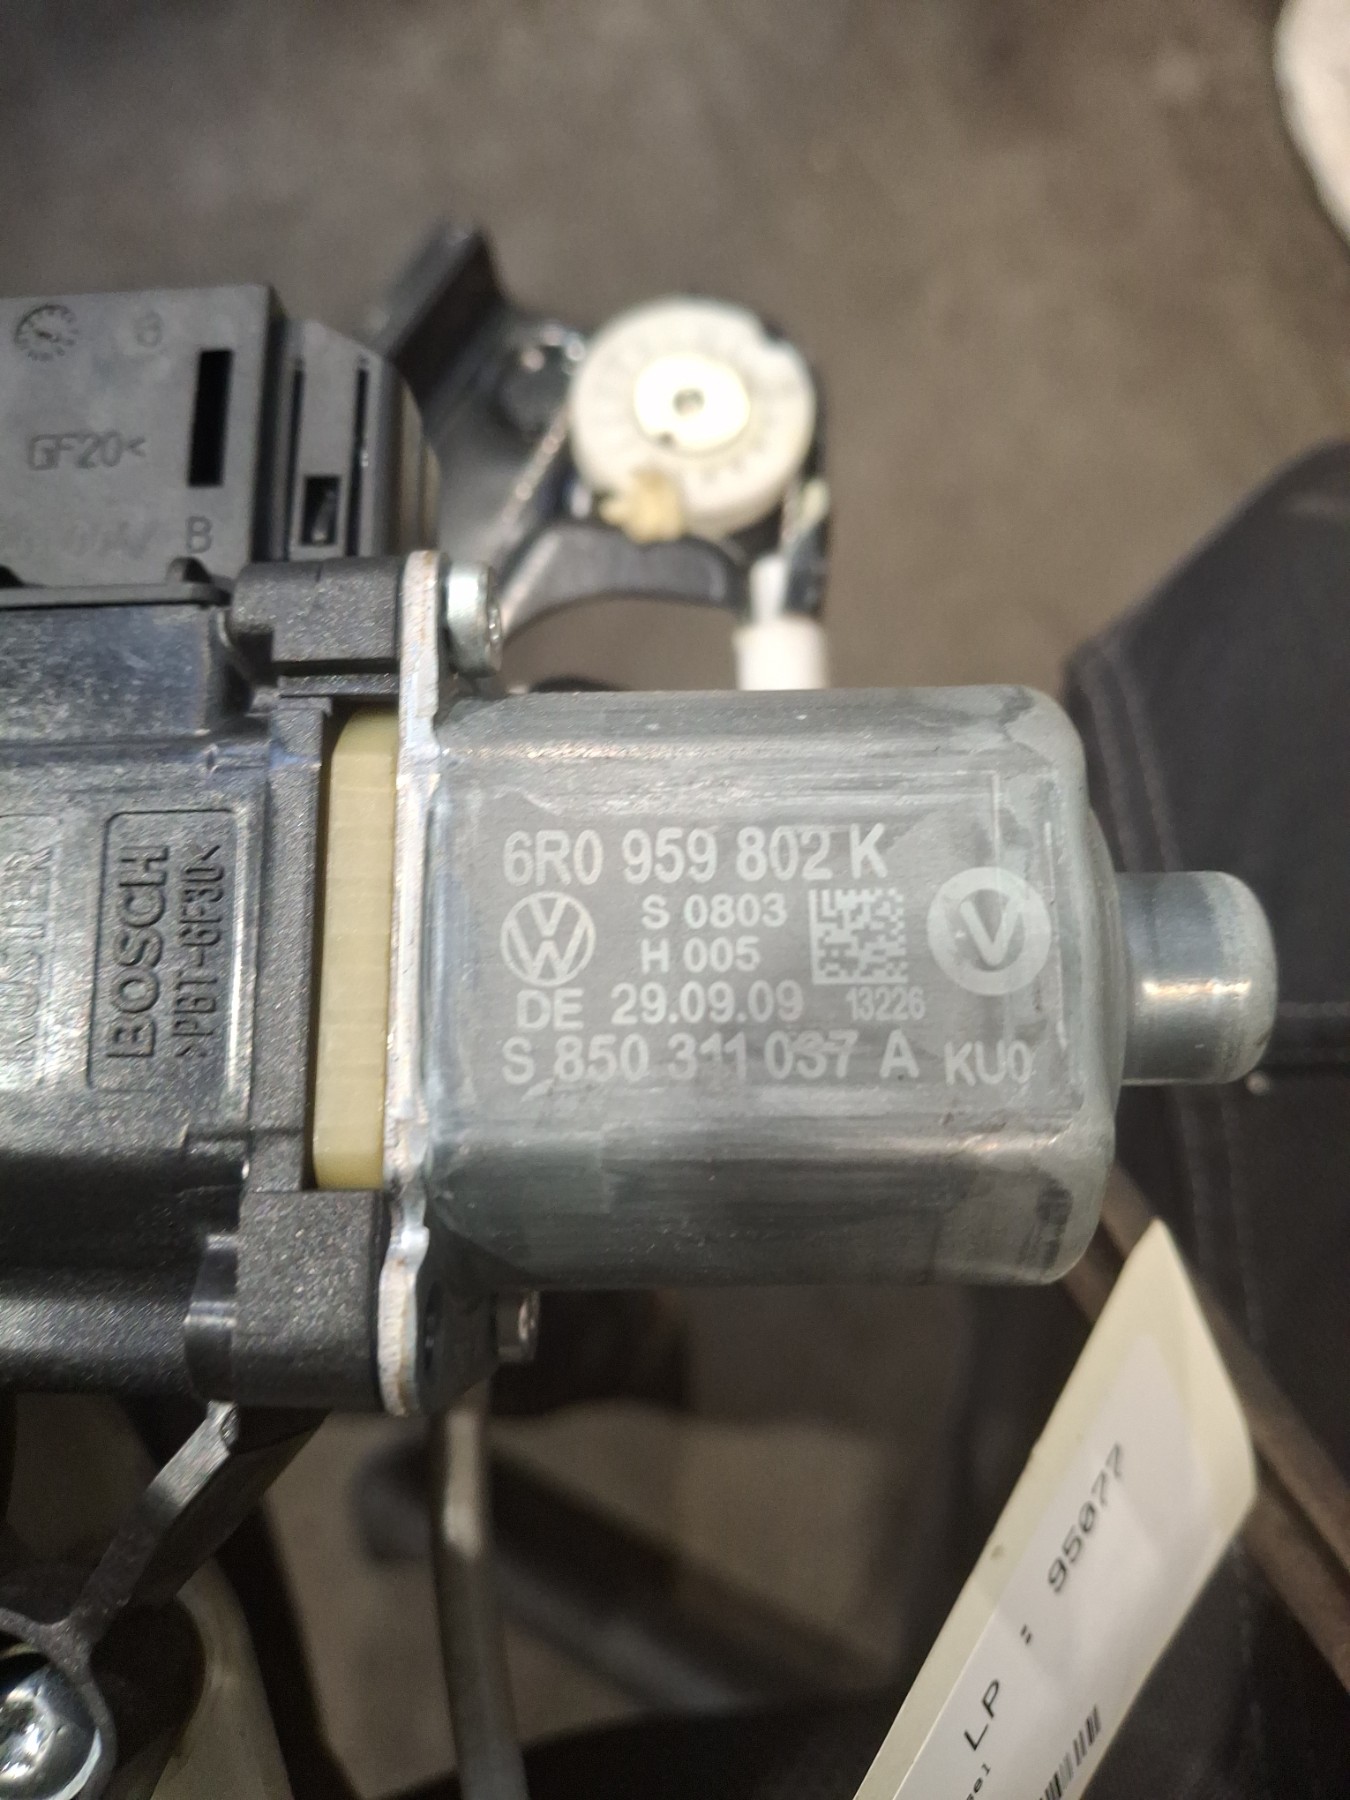 GF20<
B
BOSCH
>PBT-GF30<
6R0 959 802 K
S 0803
H 005
DE 29.09.09 13226
S 850 311 037 A KU0
LP : 95077